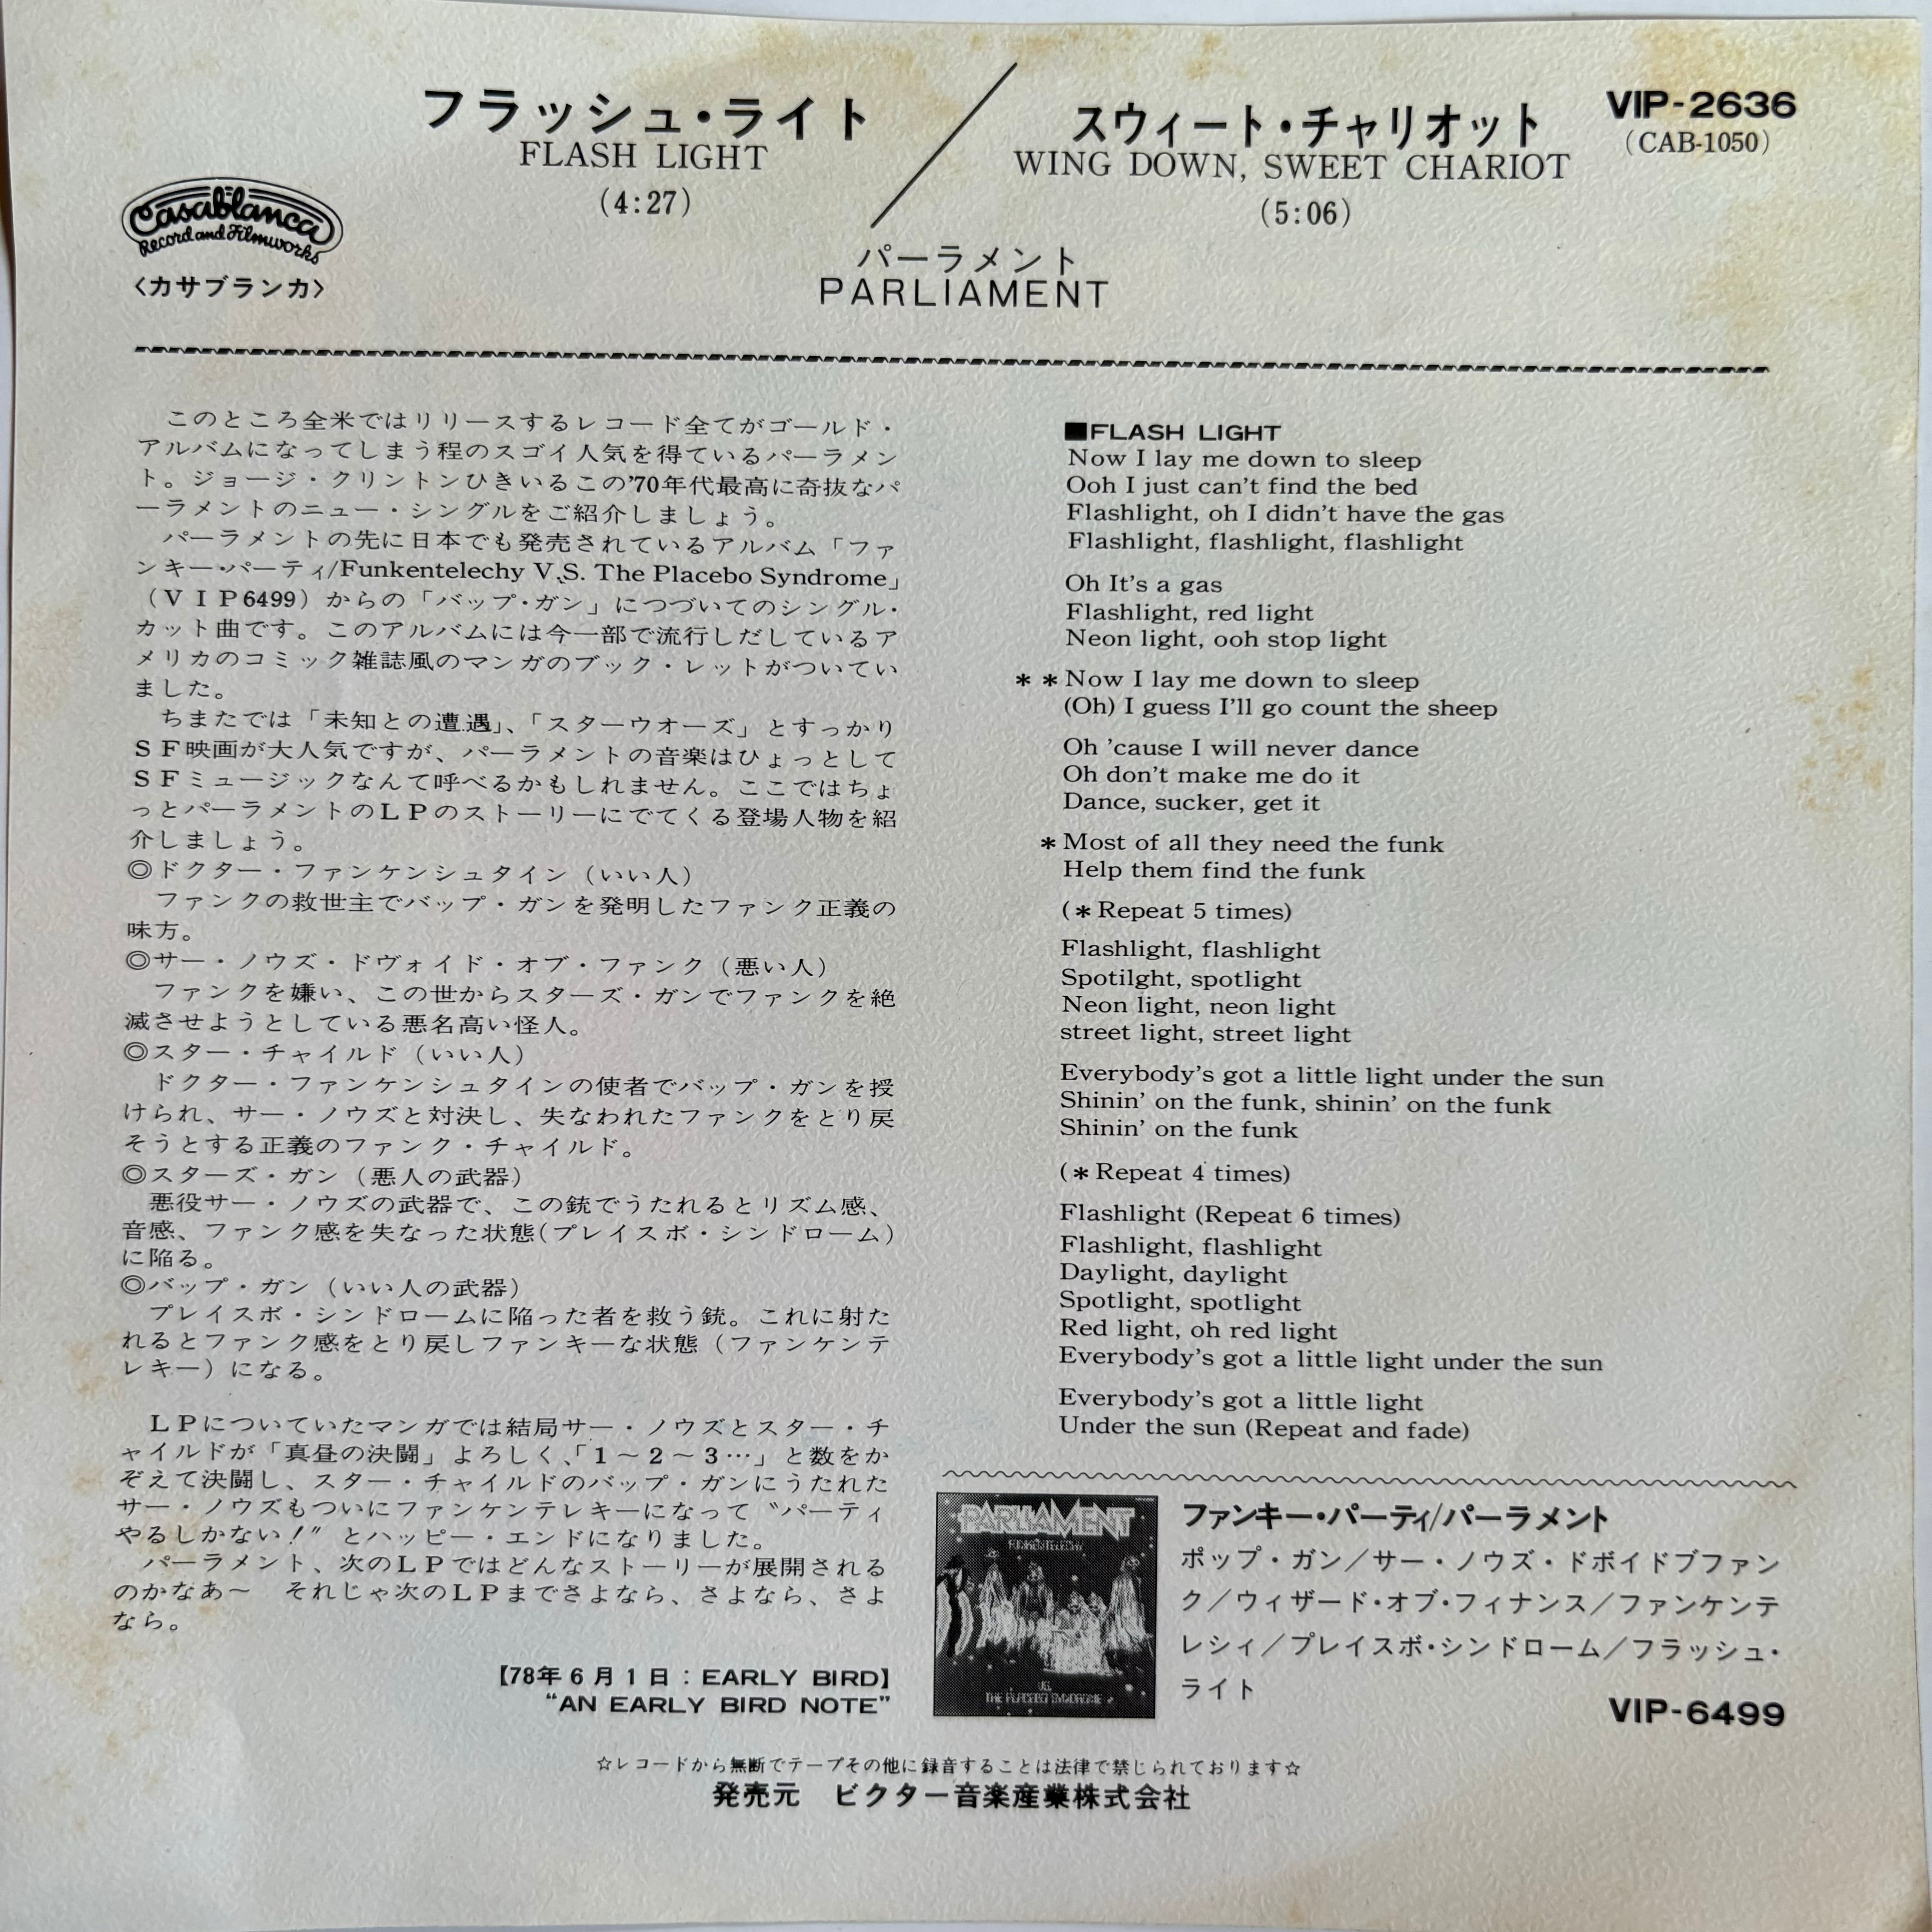 フラッシュ・ライト
FLASH LIGHT
(4:27)
スウィート・チャリオット
WING DOWN, SWEET CHARIOT
(5:06)
VIP-2636
(CAB-1050)
Casablanca
Record and Filmworks
〈カサブランカ〉
パーラメント
PARLIAMENT
このところ全米ではリリースするレコード全てがゴールド・
アルバムになってしまう程のスゴイ人気を得ているパーラメン
ト。ジョージ・クリントンひきいるこの'70年代最高に奇抜なパ
ーラメントのニュー・シングルをご紹介しましょう。
パーラメントの先に日本でも発売されているアルバム「ファ
ンキー・パーティ/Funkentelechy V.S. The Placebo Syndrome」
(VIP6499)からの「バップ・ガン」につづいてのシングル・
カット曲です。このアルバムには今一部で流行しだしているア
メリカのコミック雑誌風のマンガのブック・レットがついてい
ました。
ちまたでは「未知との遭遇」、「スターウオーズ」とすっかり
SF映画が大人気ですが、パーラメントの音楽はひょっとして
SFミュージックなんて呼べるかもしれません。ここではちょ
っとパーラメントのLPのストーリーにでてくる登場人物を紹
介しましょう。
◎ドクター・ファンケンシュタイン(いい人)
ファンクの救世主でバップ・ガンを発明したファンク正義の
味方。
◎サー・ノウズ・ドヴォイド・オブ・ファンク(悪い人)
ファンクを嫌い、この世からスターズ・ガンでファンクを絶
滅させようとしている悪名高い怪人。
◎スター・チャイルド(いい人)
ドクター・ファンケンシュタインの使者でバップ・ガンを授
けられ、サー・ノウズと対決し、失なわれたファンクをとり戻
そうとする正義のファンク・チャイルド。
◎スターズ・ガン(悪人の武器)
悪役サー・ノウズの武器で、この銃でうたれるとリズム感、
音感、ファンク感を失なった状態(プレイスボ・シンドローム)
に陥る。
◎バップ・ガン(いい人の武器)
プレイスボ・シンドロームに陥った者を救う銃。これに射た
れるとファンク感をとり戻しファンキーな状態(ファンケンテ
レキー)になる。
LPについていたマンガでは結局サー・ノウズとスター・チ
ャイルドが「真昼の決闘」よろしく、「1〜2〜3…」と数をか
ぞえて決闘し、スター・チャイルドのバップ・ガンにうたれた
サー・ノウズもついにファンケンテレキーになって〝パーティ
やるしかない!〟とハッピー・エンドになりました。
パーラメント、次のLPではどんなストーリーが展開される
のかなあ〜　それじゃ次のLPまでさよなら、さよなら、さよ
なら。
【78年6月1日：EARLY BIRD】
“AN EARLY BIRD NOTE”
■FLASH LIGHT
Now I lay me down to sleep
Ooh I just can't find the bed
Flashlight, oh I didn't have the gas
Flashlight, flashlight, flashlight
Oh It's a gas
Flashlight, red light
Neon light, ooh stop light
＊＊Now I lay me down to sleep
(Oh) I guess I'll go count the sheep
Oh 'cause I will never dance
Oh don't make me do it
Dance, sucker, get it
＊Most of all they need the funk
Help them find the funk
(＊Repeat 5 times)
Flashlight, flashlight
Spotilght, spotlight
Neon light, neon light
street light, street light
Everybody's got a little light under the sun
Shinin' on the funk, shinin' on the funk
Shinin' on the funk
(＊Repeat 4 times)
Flashlight (Repeat 6 times)
Flashlight, flashlight
Daylight, daylight
Spotlight, spotlight
Red light, oh red light
Everybody's got a little light under the sun
Everybody's got a little light
Under the sun (Repeat and fade)
PARLIAMENT
FUNKENTELECHY
VS.
THE PLACEBO SYNDROME
ファンキー・パーティ/パーラメント
ポップ・ガン／サー・ノウズ・ドボイドブファン
ク／ウィザード・オブ・フィナンス／ファンケンテ
レシィ／プレイスボ・シンドローム／フラッシュ・
ライト
VIP-6499
☆レコードから無断でテープその他に録音することは法律で禁じられております☆
発売元　ビクター音楽産業株式会社